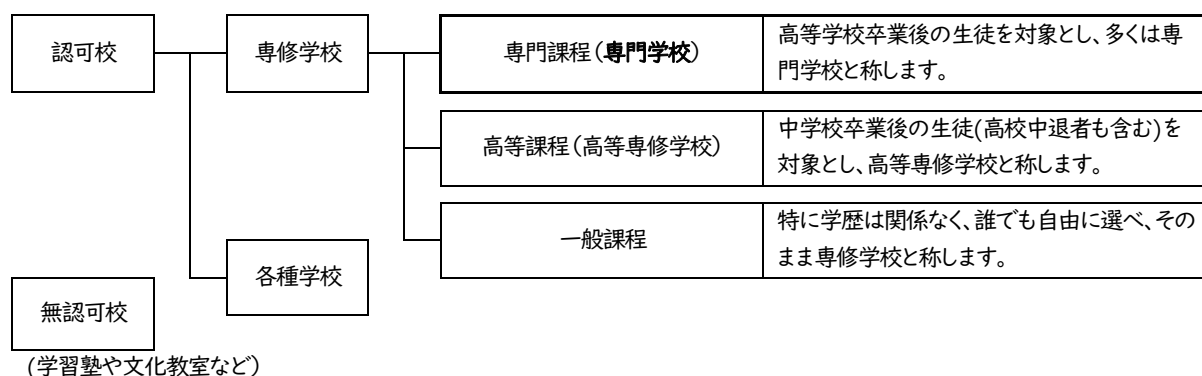 認可校
専修学校
専門課程(専門学校)
高等学校卒業後の生徒を対象とし、多くは専
門学校と称します。
高等課程(高等専修学校)
中学校卒業後の生徒(高校中退者も含む)を
対象とし、高等専修学校と称します。
一般課程
特に学歴は関係なく、誰でも自由に選べ、その
まま専修学校と称します。
各種学校
無認可校
(学習塾や文化教室など)